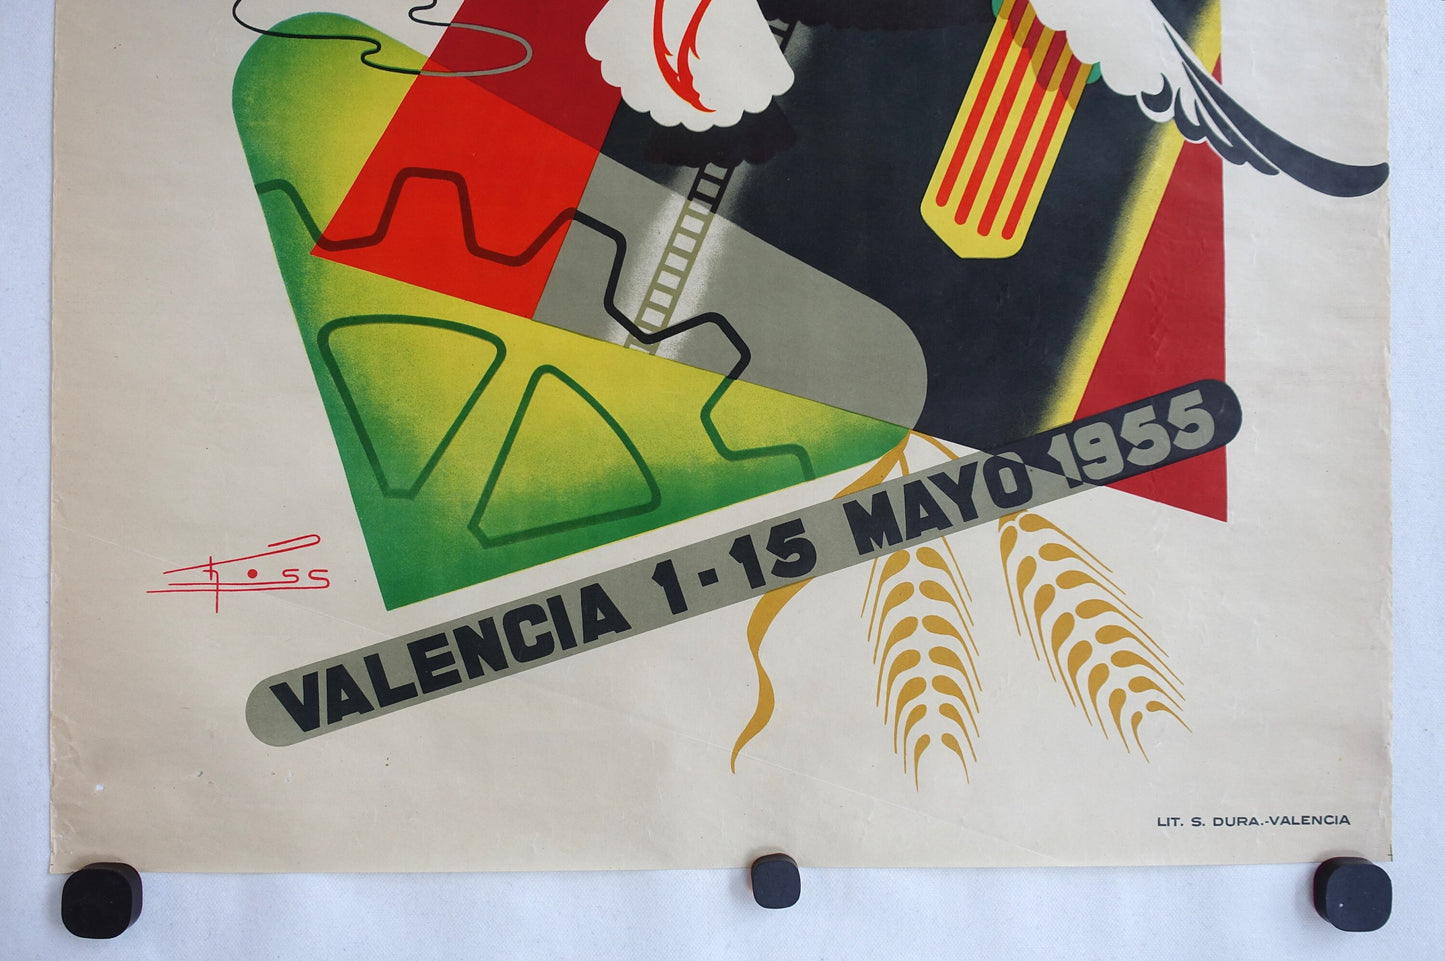 VALENCIA 1-15 MAYO 1955
LIT. S. DURA.-VALENCIA